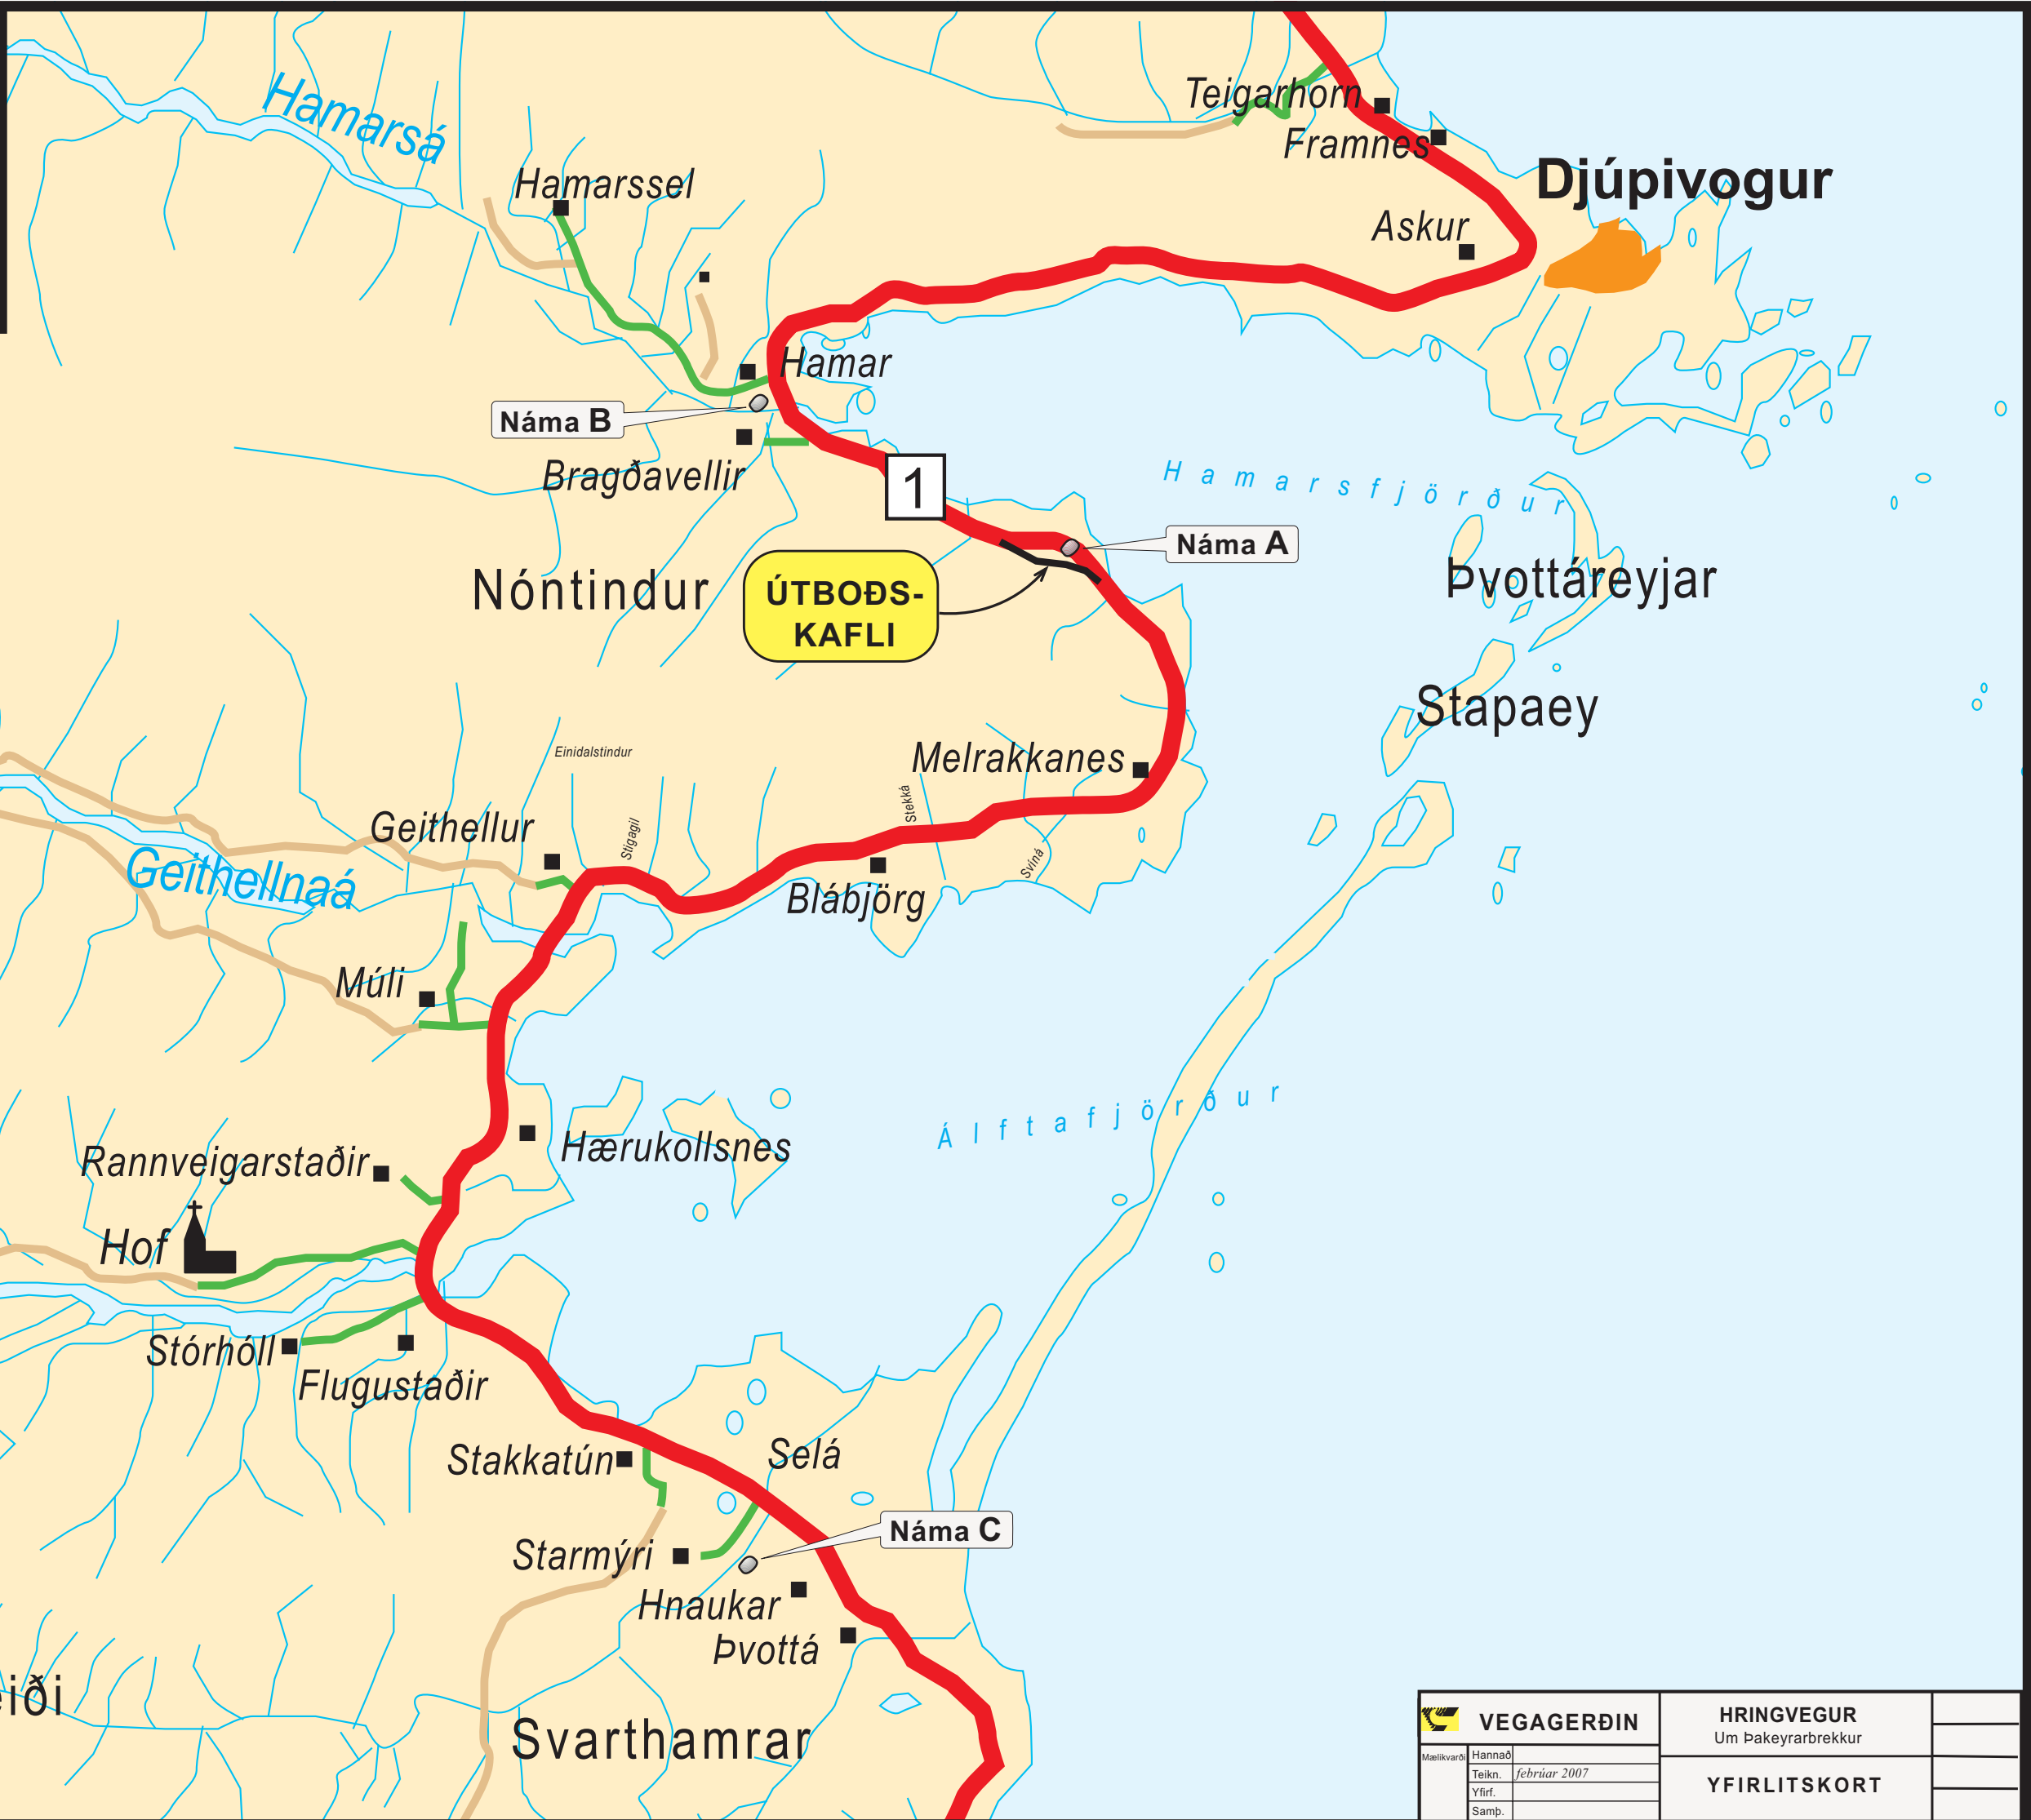 Teigarhorn
Hamarsá
Framnes
Djúpivogur
Hamarssel
Askur
Hamar
Náma B
Bragðavellir
Hamarsfjörður
1
Náma A
Þvottáreyjar
Nóntindur
ÚTBOÐS-
KAFLI
Stapaey
Einidalstindur
Melrakkanes
Stekká
Geithellur
Stigagil
Svíná
Geithellnaá
Blábjörg
Múli
Álftafjörður
Hærukollsnes
Rannveigarstaðir
Hof
Stórhóll
Flugustaðir
Selá
Stakkatún
Náma C
Starmýri
Hnaukar
Þvottá
eiði
Svarthamrar
VEGAGERÐIN
HRINGVEGUR
Um Þakeyrarbrekkur
Mælikvarði
Hannað
Teikn. febrúar 2007
Yfirf.
Samþ.
YFIRLITSKORT